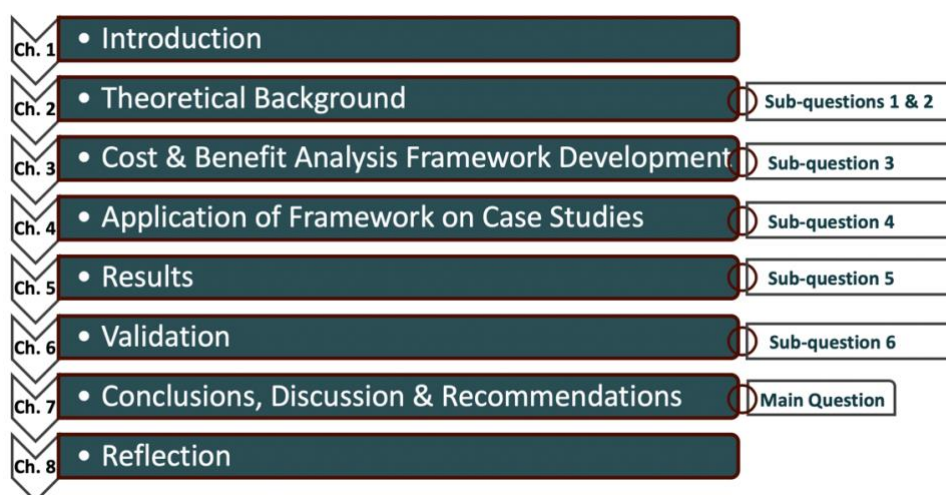 Ch. 1 • Introduction
Ch. 2 • Theoretical Background Sub-questions 1 & 2
Ch. 3 • Cost & Benefit Analysis Framework Development Sub-question 3
Ch. 4 • Application of Framework on Case Studies Sub-question 4
Ch. 5 • Results Sub-question 5
Ch. 6 • Validation Sub-question 6
Ch. 7 • Conclusions, Discussion & Recommendations Main Question
Ch. 8 • Reflection